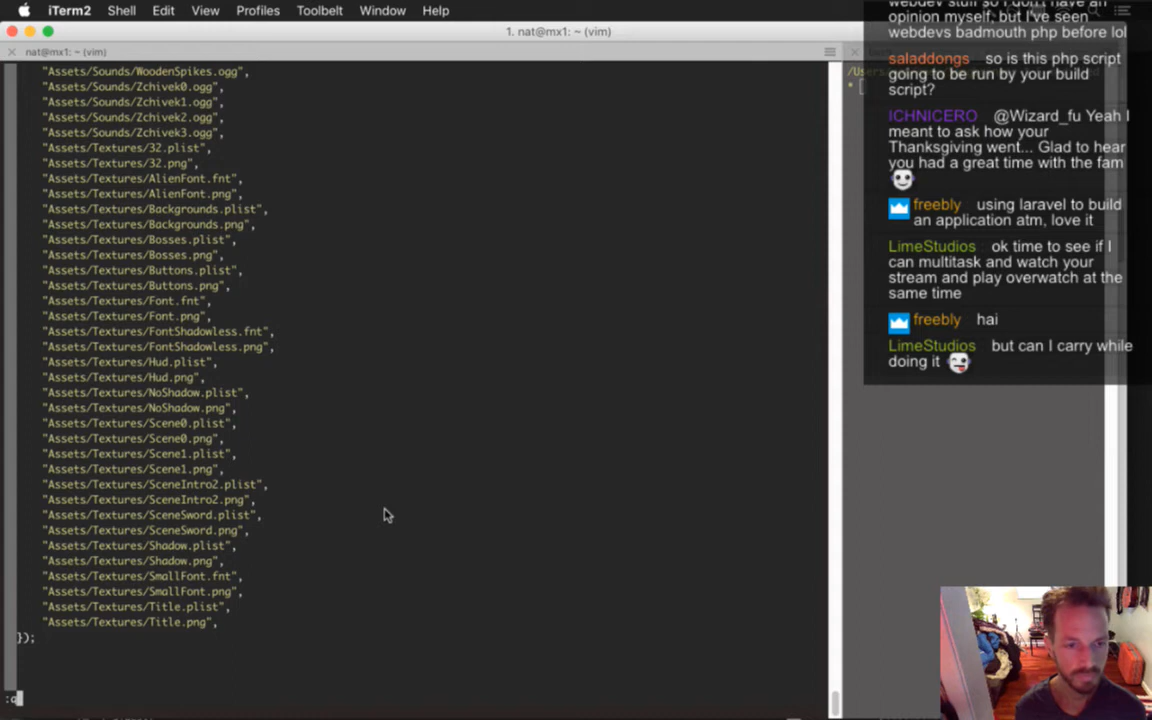 iTerm2 Shell Edit View Profiles Toolbelt Window Help
1. nat@mx1: ~ (vim)
nat@mx1: ~ (vim)
"Assets/Sounds/WoodenSpikes.ogg",
"Assets/Sounds/Zchivek0.ogg",
"Assets/Sounds/Zchivek1.ogg",
"Assets/Sounds/Zchivek2.ogg",
"Assets/Sounds/Zchivek3.ogg",
"Assets/Textures/32.plist",
"Assets/Textures/32.png",
"Assets/Textures/AlienFont.fnt",
"Assets/Textures/AlienFont.png",
"Assets/Textures/Backgrounds.plist",
"Assets/Textures/Backgrounds.png",
"Assets/Textures/Bosses.plist",
"Assets/Textures/Bosses.png",
"Assets/Textures/Buttons.plist",
"Assets/Textures/Buttons.png",
"Assets/Textures/Font.fnt",
"Assets/Textures/Font.png",
"Assets/Textures/FontShadowless.fnt",
"Assets/Textures/FontShadowless.png",
"Assets/Textures/Hud.plist",
"Assets/Textures/Hud.png",
"Assets/Textures/NoShadow.plist",
"Assets/Textures/NoShadow.png",
"Assets/Textures/Scene0.plist",
"Assets/Textures/Scene0.png",
"Assets/Textures/Scene1.plist",
"Assets/Textures/Scene1.png",
"Assets/Textures/SceneIntro2.plist",
"Assets/Textures/SceneIntro2.png",
"Assets/Textures/SceneSword.plist",
"Assets/Textures/SceneSword.png",
"Assets/Textures/Shadow.plist",
"Assets/Textures/Shadow.png",
"Assets/Textures/SmallFont.fnt",
"Assets/Textures/SmallFont.png",
"Assets/Textures/Title.plist",
"Assets/Textures/Title.png",
});
:q
webdev stuff so I don't have an
opinion myself, but I've seen
webdevs badmouth php before lol
saladdongs so is this php script
going to be run by your build
script?
ICHNICERO @Wizard_fu Yeah I
meant to ask how your
Thanksgiving went... Glad to hear
you had a great time with the fam
freebly using laravel to build
an application atm, love it
LimeStudios ok time to see if I
can multitask and watch your
stream and play overwatch at the
same time
freebly hai
LimeStudios but can I carry while
doing it